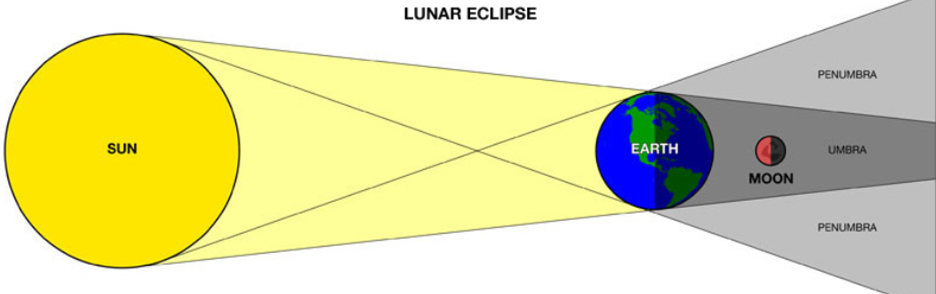 LUNAR ECLIPSE
PENUMBRA
SUN
EARTH
UMBRA
MOON
PENUMBRA